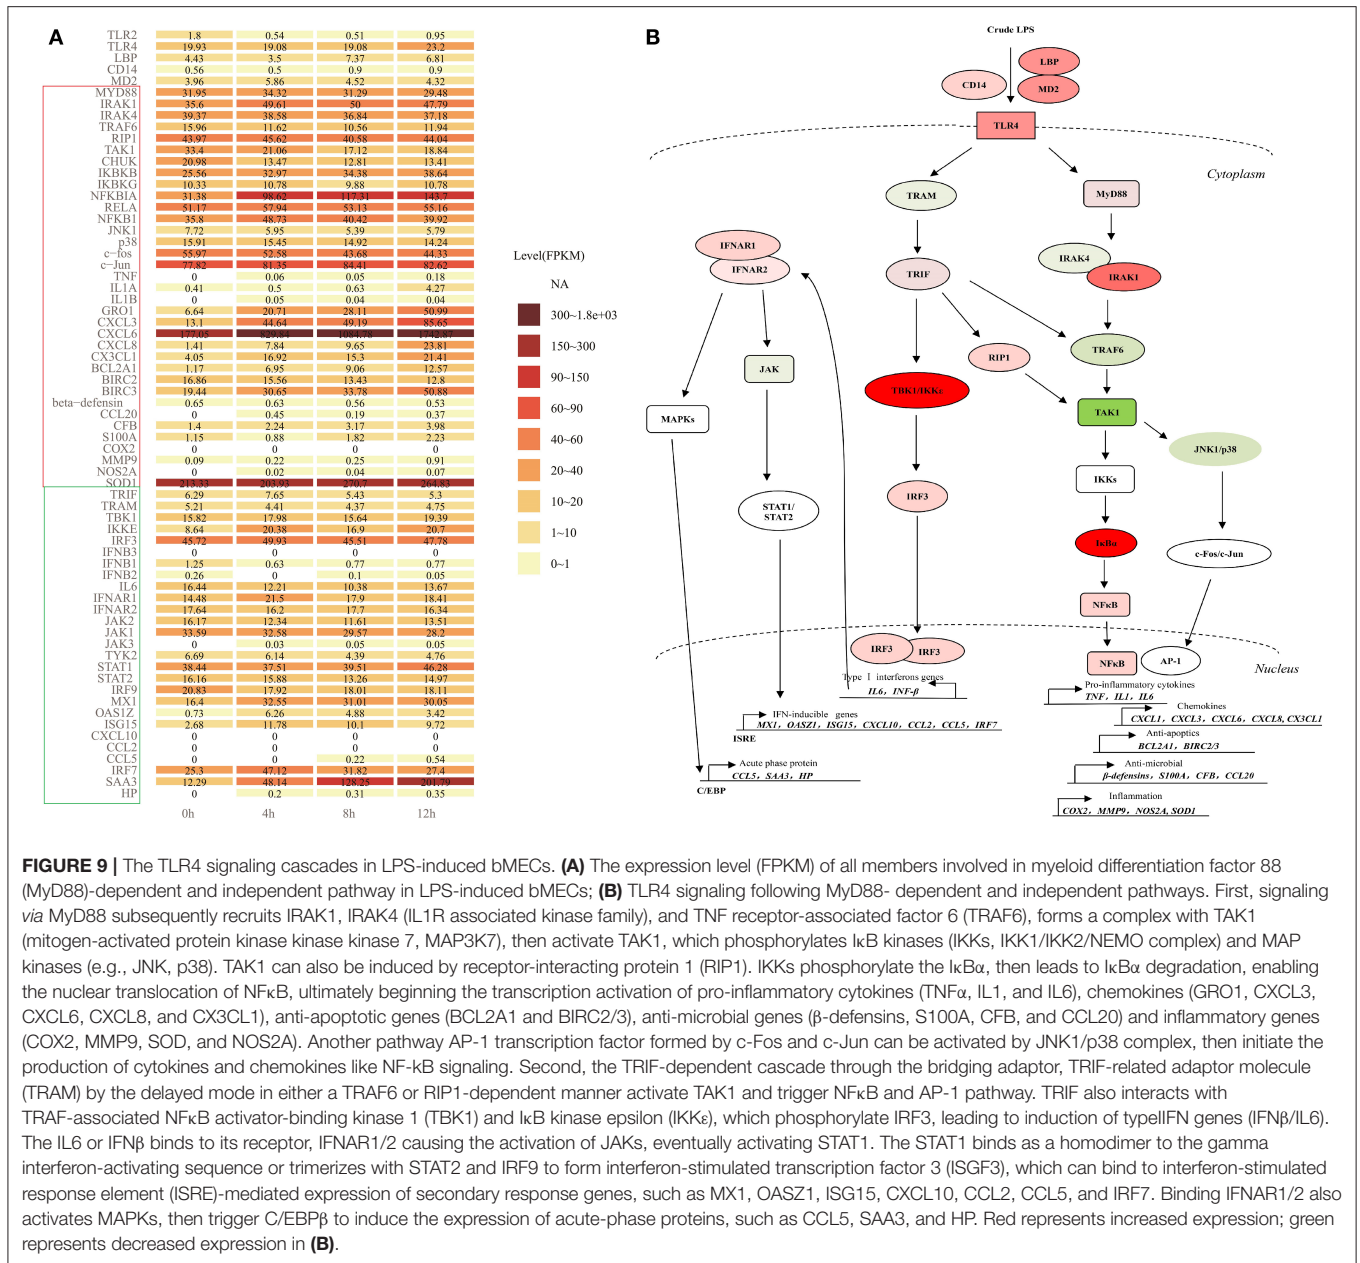 A
TLR2 1.8 0.54 0.51 0.95
TLR4 19.93 19.08 19.08 23.2
LBP 4.43 3.5 7.37 6.81
CD14 0.56 0.5 0.9 0.9
MD2 3.96 5.86 4.52 4.32
MYD88 31.95 34.32 31.29 29.48
IRAK1 35.6 49.61 50 47.79
IRAK4 39.37 38.58 36.84 37.18
TRAF6 15.96 11.62 10.56 11.94
RIP1 43.97 45.62 40.58 44.04
TAK1 33.4 21.06 17.12 18.84
CHUK 20.98 13.47 12.81 13.41
IKBKB 25.56 32.97 34.38 38.64
IKBKG 10.33 10.78 9.88 10.78
NFKBIA 31.38 98.62 117.31 143.7
RELA 51.17 57.94 53.13 55.16
NFKB1 35.8 48.73 40.42 39.92
JNK1 7.72 5.95 5.39 5.79
p38 15.91 15.45 14.92 14.24
c−fos 55.97 52.58 43.68 44.33
c−Jun 77.82 81.35 84.41 82.62
TNF 0 0.06 0.05 0.18
IL1A 0.41 0.5 0.63 4.27
IL1B 0 0.05 0.04 0.04
GRO1 6.64 20.71 28.11 50.99
CXCL3 13.1 44.64 49.19 85.65
CXCL6 177.05 829.84 1084.78 1742.87
CXCL8 1.41 7.84 9.65 23.81
CX3CL1 4.05 16.92 15.3 21.41
BCL2A1 1.17 6.95 9.06 12.57
BIRC2 16.86 15.56 13.43 12.8
BIRC3 19.44 30.65 33.78 50.88
beta−defensin 0.65 0.63 0.56 0.53
CCL20 0 0.45 0.19 0.37
CFB 1.4 2.24 3.17 3.98
S100A 1.15 0.88 1.82 2.23
COX2 0 0 0 0
MMP9 0.09 0.22 0.25 0.91
NOS2A 0 0.02 0.04 0.07
SOD1 213.33 203.93 270.7 264.83
TRIF 6.29 7.65 5.43 5.3
TRAM 5.21 4.41 4.37 4.75
TBK1 15.82 17.98 15.64 19.39
IKKE 8.64 20.38 16.9 20.7
IRF3 45.72 49.93 45.51 47.78
IFNB3 0 0 0 0
IFNB1 1.25 0.63 0.77 0.77
IFNB2 0.26 0 0.1 0.05
IL6 16.44 12.21 10.38 13.67
IFNAR1 14.48 21.5 17.9 18.41
IFNAR2 17.64 16.2 17.7 16.34
JAK2 16.17 12.34 11.61 13.51
JAK1 33.59 32.58 29.57 28.2
JAK3 0 0.03 0.05 0.05
TYK2 6.69 6.14 4.39 4.76
STAT1 38.44 37.51 39.51 46.28
STAT2 16.16 15.88 13.26 14.97
IRF9 20.83 17.92 18.01 18.11
MX1 16.4 32.55 31.01 30.05
OAS1Z 0.73 6.26 4.88 3.42
ISG15 2.68 11.78 10.1 9.72
CXCL10 0 0 0 0
CCL2 0 0 0 0
CCL5 0 0 0.22 0.54
IRF7 25.3 47.12 31.82 27.4
SAA3 12.29 48.14 128.25 201.79
HP 0 0.2 0.31 0.35
0h 4h 8h 12h
Level(FPKM)
NA
300~1.8e+03
150~300
90~150
60~90
40~60
20~40
10~20
1~10
0~1
B
Crude LPS
LBP
CD14
MD2
TLR4
Cytoplasm
TRAM
MyD88
IFNAR1
IFNAR2
IRAK4
IRAK1
TRIF
RIP1
TRAF6
JAK
TBK1/IKKε
MAPKs
TAK1
JNK1/p38
IKKs
IRF3
STAT1/
STAT2
IκBα
c-Fos/c-Jun
NFκB
IRF3
IRF3
NFκB
AP-1
Nucleus
Type I interferons genes
IL6, INF-β
Pro-inflammatory cytokines
TNF, IL1, IL6
IFN-inducible genes
MX1, OASZ1, ISG15, CXCL10, CCL2, CCL5, IRF7
ISRE
Chemokines
CXCL1, CXCL3, CXCL6, CXCL8, CX3CL1
Anti-apoptics
BCL2A1, BIRC2/3
Acute phase protein
CCL5, SAA3, HP
C/EBP
Anti-microbial
β-defensins, S100A, CFB, CCL20
Inflammation
COX2, MMP9, NOS2A, SOD1
FIGURE 9 | The TLR4 signaling cascades in LPS-induced bMECs. (A) The expression level (FPKM) of all members involved in myeloid differentiation factor 88
(MyD88)-dependent and independent pathway in LPS-induced bMECs; (B) TLR4 signaling following MyD88- dependent and independent pathways. First, signaling
via MyD88 subsequently recruits IRAK1, IRAK4 (IL1R associated kinase family), and TNF receptor-associated factor 6 (TRAF6), forms a complex with TAK1
(mitogen-activated protein kinase kinase kinase 7, MAP3K7), then activate TAK1, which phosphorylates IκB kinases (IKKs, IKK1/IKK2/NEMO complex) and MAP
kinases (e.g., JNK, p38). TAK1 can also be induced by receptor-interacting protein 1 (RIP1). IKKs phosphorylate the IκBα, then leads to IκBα degradation, enabling
the nuclear translocation of NFκB, ultimately beginning the transcription activation of pro-inflammatory cytokines (TNFα, IL1, and IL6), chemokines (GRO1, CXCL3,
CXCL6, CXCL8, and CX3CL1), anti-apoptotic genes (BCL2A1 and BIRC2/3), anti-microbial genes (β-defensins, S100A, CFB, and CCL20) and inflammatory genes
(COX2, MMP9, SOD, and NOS2A). Another pathway AP-1 transcription factor formed by c-Fos and c-Jun can be activated by JNK1/p38 complex, then initiate the
production of cytokines and chemokines like NF-kB signaling. Second, the TRIF-dependent cascade through the bridging adaptor, TRIF-related adaptor molecule
(TRAM) by the delayed mode in either a TRAF6 or RIP1-dependent manner activate TAK1 and trigger NFκB and AP-1 pathway. TRIF also interacts with
TRAF-associated NFκB activator-binding kinase 1 (TBK1) and IκB kinase epsilon (IKKε), which phosphorylate IRF3, leading to induction of typeIIFN genes (IFNβ/IL6).
The IL6 or IFNβ binds to its receptor, IFNAR1/2 causing the activation of JAKs, eventually activating STAT1. The STAT1 binds as a homodimer to the gamma
interferon-activating sequence or trimerizes with STAT2 and IRF9 to form interferon-stimulated transcription factor 3 (ISGF3), which can bind to interferon-stimulated
response element (ISRE)-mediated expression of secondary response genes, such as MX1, OASZ1, ISG15, CXCL10, CCL2, CCL5, and IRF7. Binding IFNAR1/2 also
activates MAPKs, then trigger C/EBPβ to induce the expression of acute-phase proteins, such as CCL5, SAA3, and HP. Red represents increased expression; green
represents decreased expression in (B).